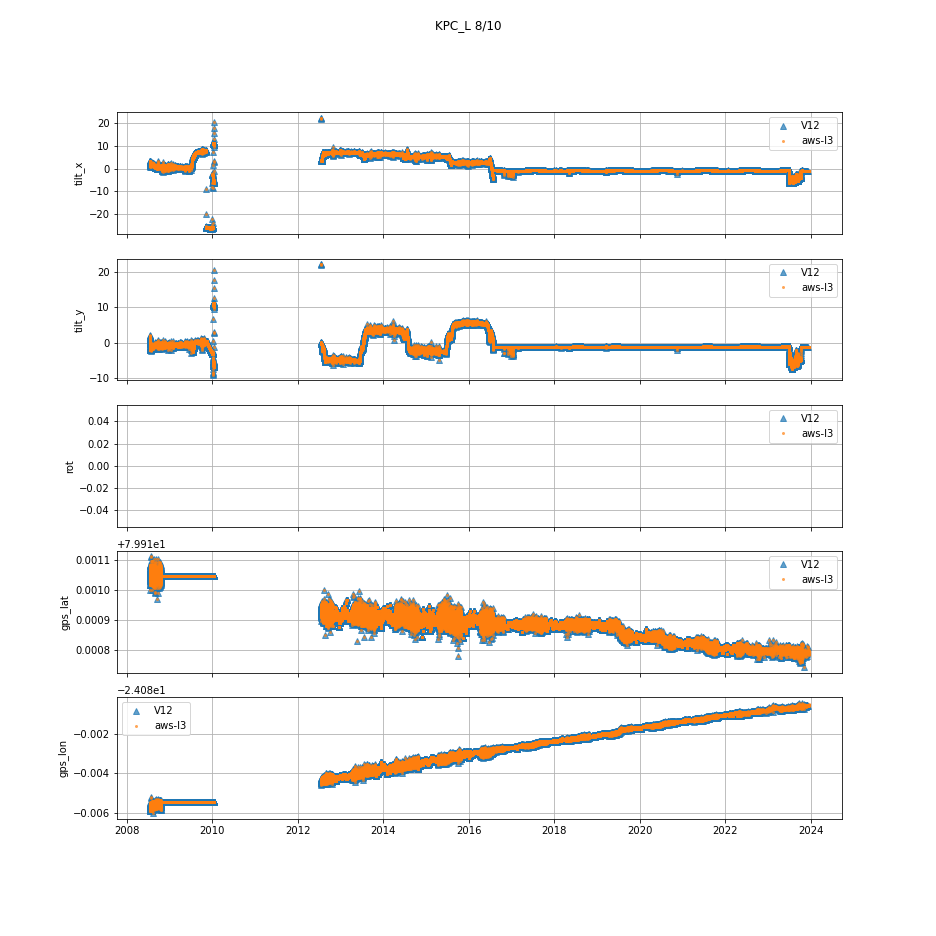 KPC_L 8/10
20
10
0
−10
−20
tilt_x
V12
aws-l3
20
10
0
−10
tilt_y
V12
aws-l3
0.04
0.02
0.00
−0.02
−0.04
rot
V12
aws-l3
+7.991e1
0.0011
0.0010
0.0009
0.0008
gps_lat
V12
aws-l3
−2.408e1
−0.002
−0.004
−0.006
gps_lon
V12
aws-l3
2008 2010 2012 2014 2016 2018 2020 2022 2024